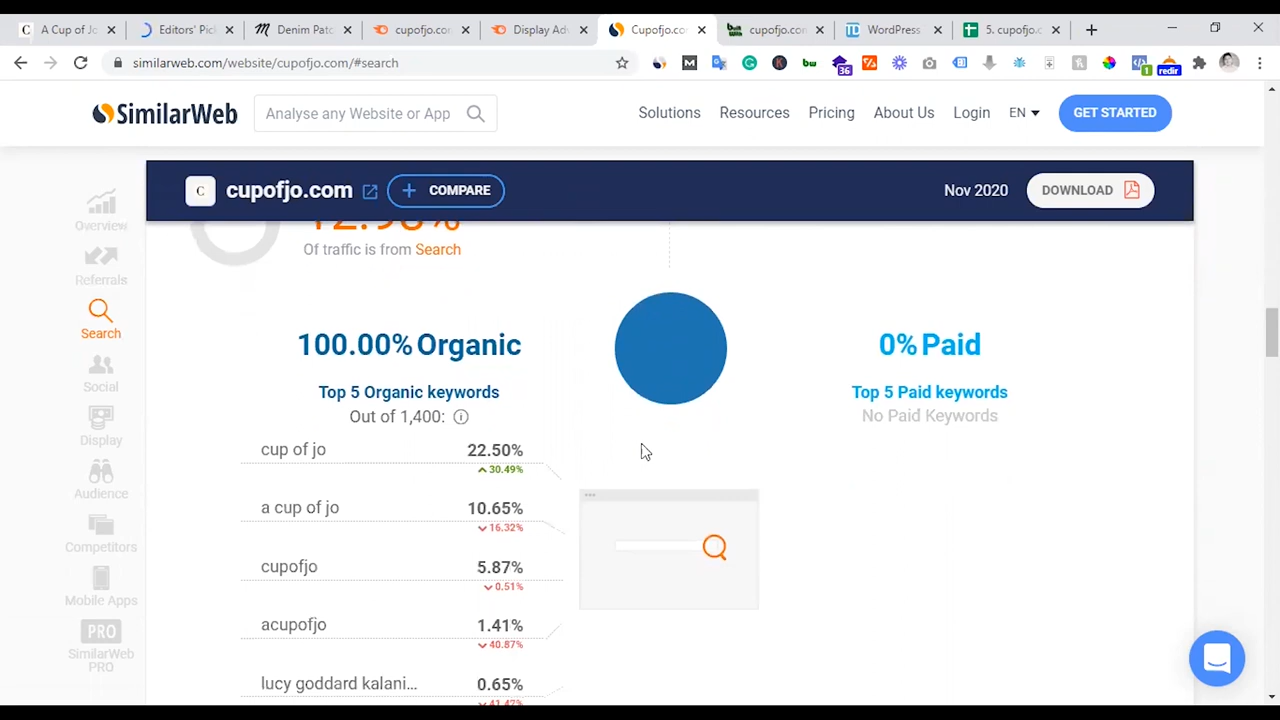 A Cup of Jo
Editors' Pic
Denim Patc
cupofjo.com
Display Adv
Cupofjo.co
cupofjo.co
WordPress
5. cupofjo.c
similarweb.com/website/cupofjo.com/#search
M
bw
36
1
redir
SimilarWeb
Analyse any Website or App
Solutions
Resources
Pricing
About Us
Login
EN
GET STARTED
C
cupofjo.com
+ COMPARE
Nov 2020
DOWNLOAD
Overview
Referrals
Search
Social
Display
Audience
Competitors
Mobile Apps
PRO
SimilarWeb
PRO
Of traffic is from Search
100.00% Organic
Top 5 Organic keywords
Out of 1,400:
cup of jo 22.50%
30.49%
a cup of jo 10.65%
16.32%
cupofjo 5.87%
0.51%
acupofjo 1.41%
40.87%
lucy goddard kalani... 0.65%
0% Paid
Top 5 Paid keywords
No Paid Keywords